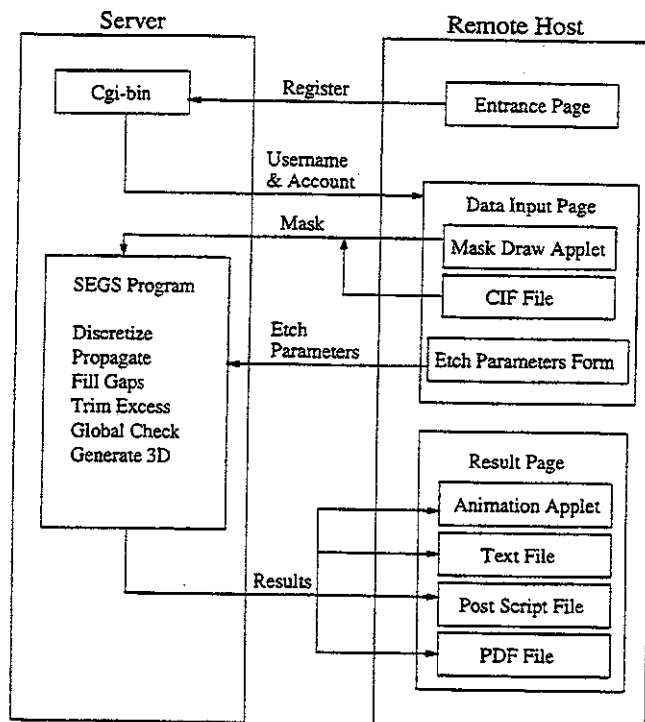 Server
Remote Host
Cgi-bin
Register
Entrance Page
Username
& Account
Data Input Page
Mask
Mask Draw Applet
SEGS Program
CIF File
Discretize
Propagate
Fill Gaps
Trim Excess
Global Check
Generate 3D
Etch
Parameters
Etch Parameters Form
Result Page
Animation Applet
Text File
Results
Post Script File
PDF File